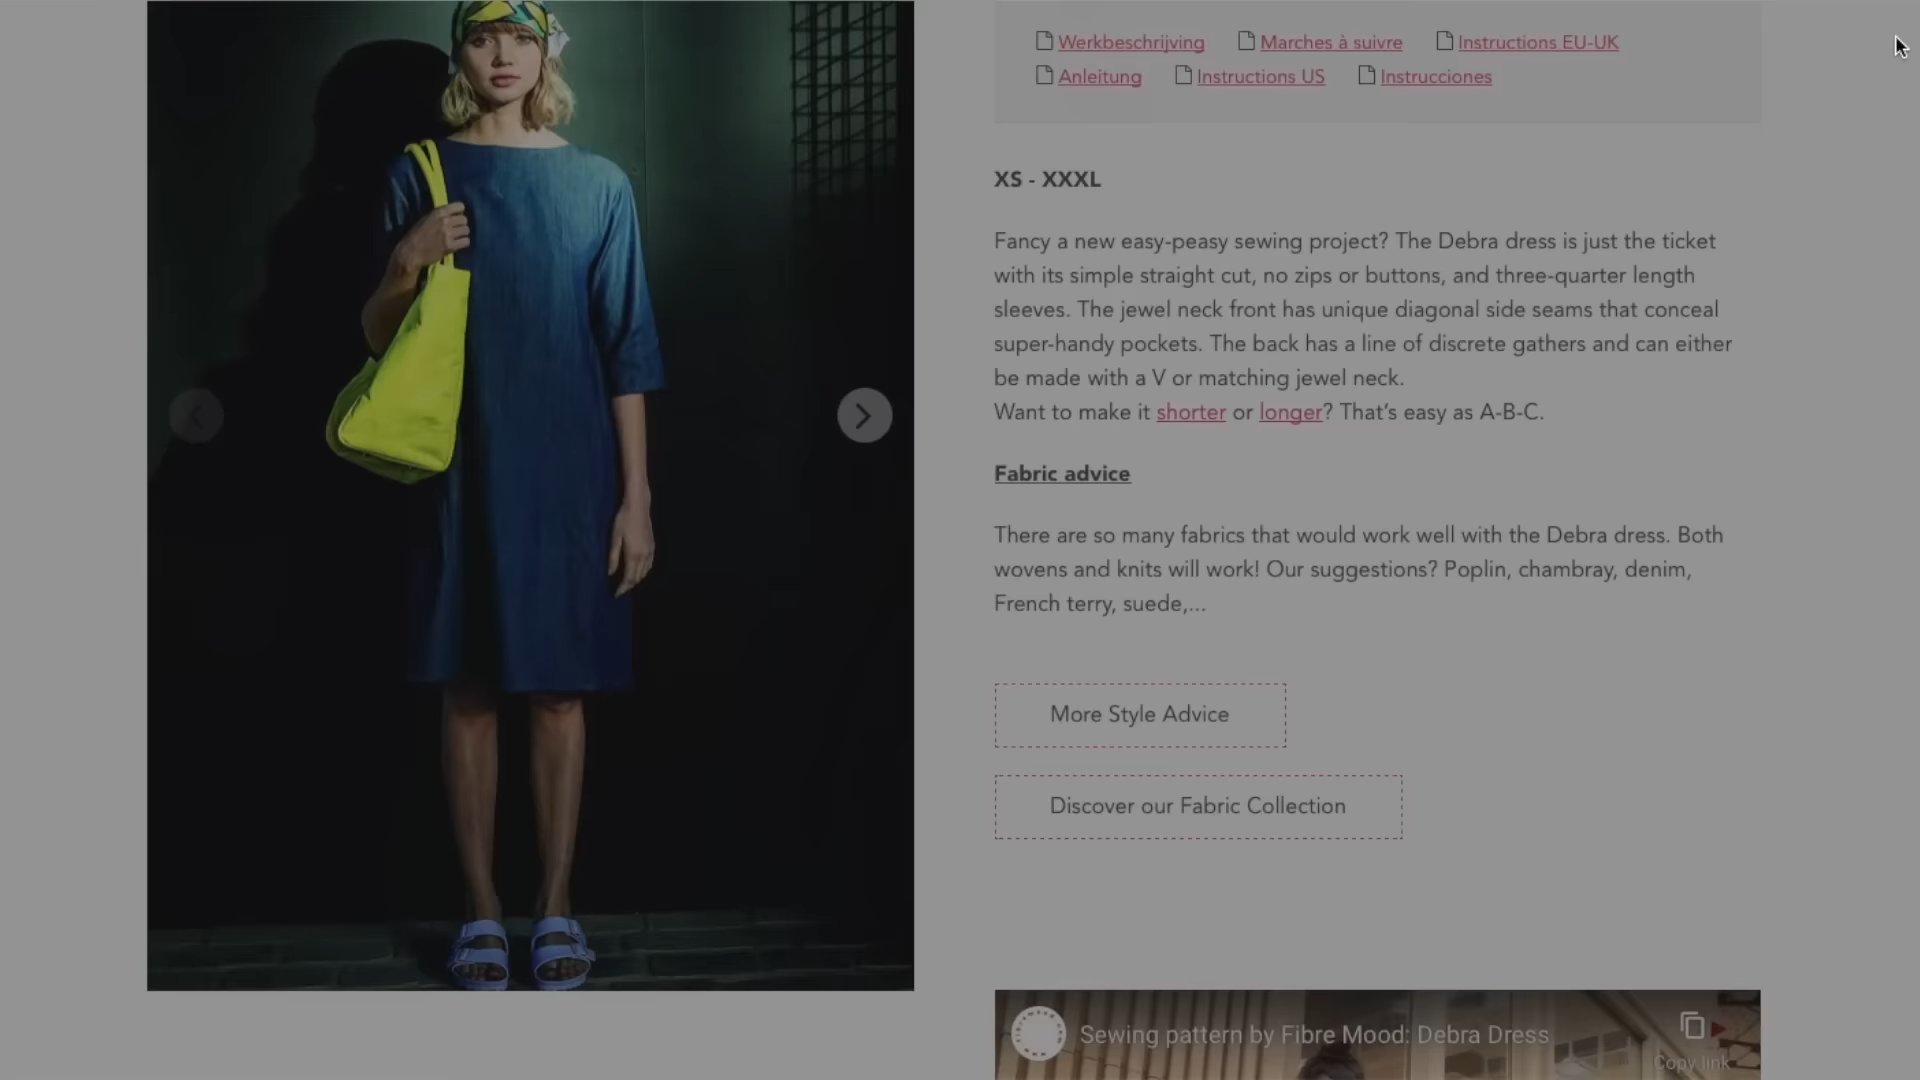 Werkbeschrijving Marches à suivre Instructions EU-UK
Anleitung Instructions US Instrucciones
XS - XXXL
Fancy a new easy-peasy sewing project? The Debra dress is just the ticket
with its simple straight cut, no zips or buttons, and three-quarter length
sleeves. The jewel neck front has unique diagonal side seams that conceal
super-handy pockets. The back has a line of discrete gathers and can either
be made with a V or matching jewel neck.
Want to make it shorter or longer? That’s easy as A-B-C.
Fabric advice
There are so many fabrics that would work well with the Debra dress. Both
wovens and knits will work! Our suggestions? Poplin, chambray, denim,
French terry, suede,...
More Style Advice
Discover our Fabric Collection
Sewing pattern by Fibre Mood: Debra Dress
Copy link